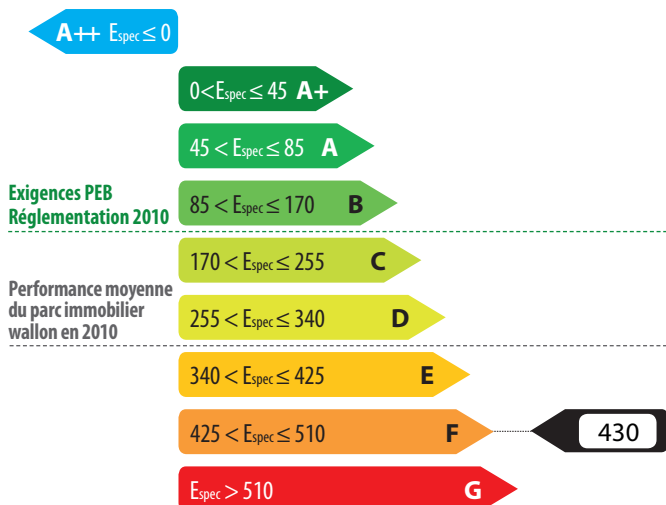 A++ Espec ≤ 0
0<Espec ≤ 45 A+
45 < Espec ≤ 85 A
Exigences PEB
Réglementation 2010
85 < Espec ≤ 170 B
170 < Espec ≤ 255 C
Performance moyenne
du parc immobilier
wallon en 2010
255 < Espec ≤ 340 D
340 < Espec ≤ 425 E
425 < Espec ≤ 510 F 430
Espec > 510 G